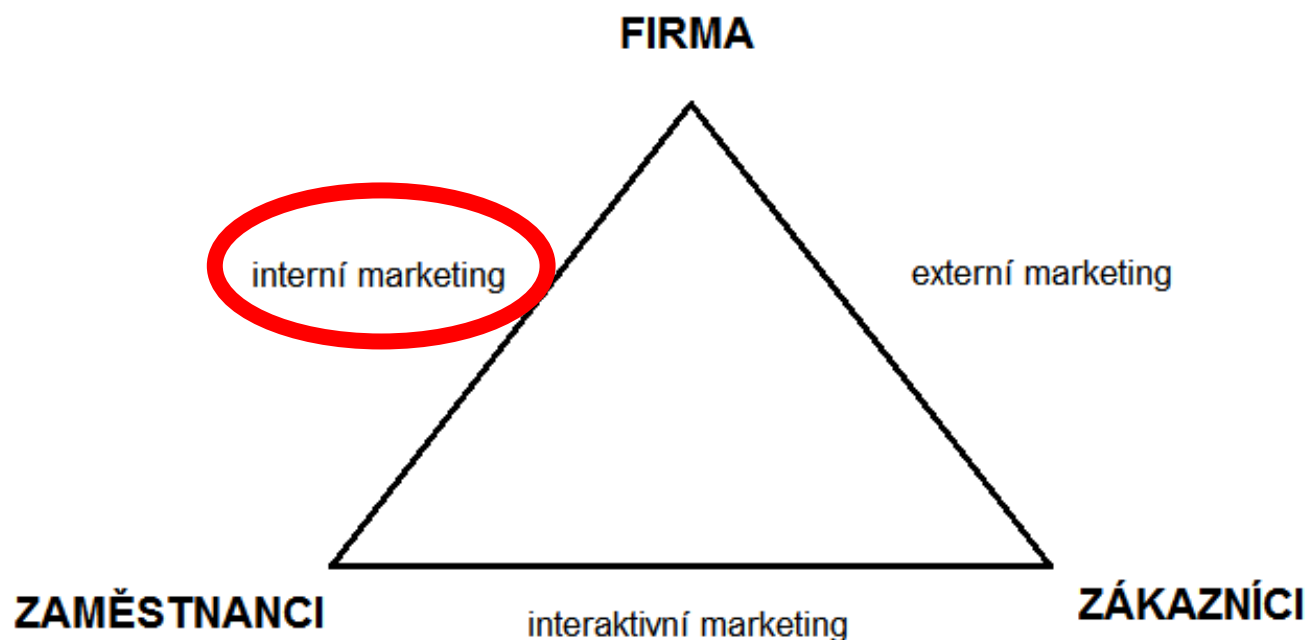 FIRMA
interní marketing
externí marketing
ZAMĚSTNANCI
interaktivní marketing
ZÁKAZNÍCI